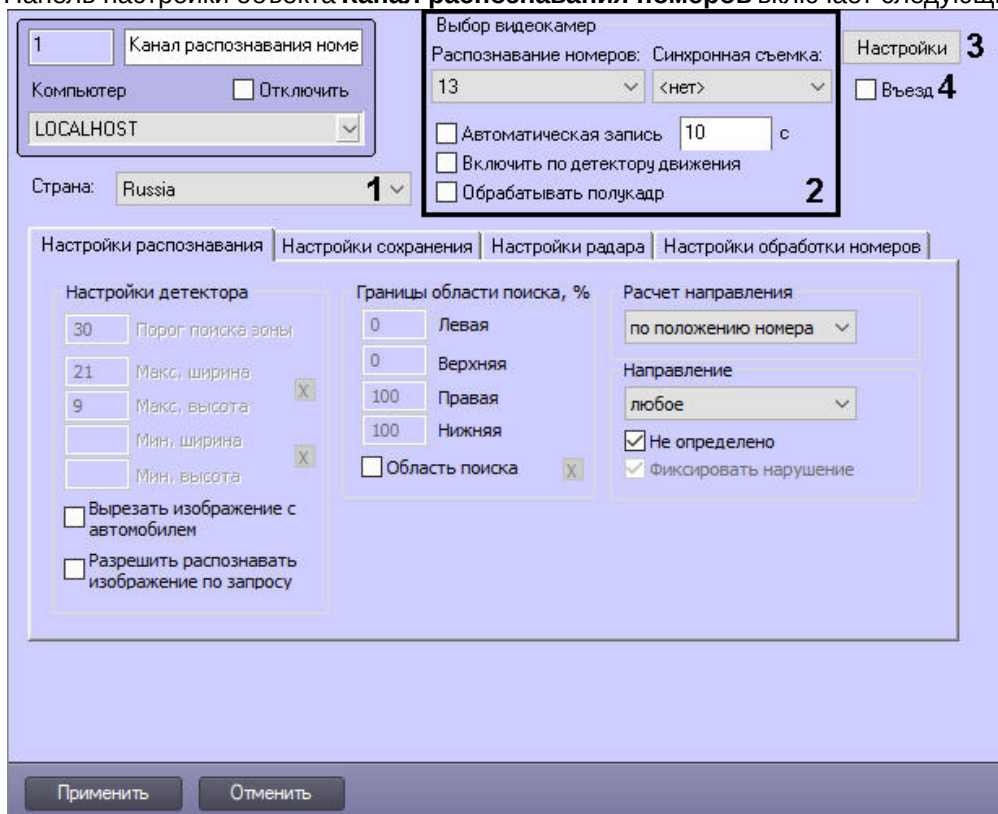 Панель настройки объекта Канал распознавания номеров включает следующи
1
Канал распознавания номе
Компьютер
Отключить
LOCALHOST
Страна:
Russia
1
Выбор видеокамер
Распознавание номеров:
Синхронная съемка:
13
<нет>
Автоматическая запись
10
с
Включить по детектору движения
Обрабатывать полукадр
2
Настройки
3
Въезд
4
Настройки распознавания
Настройки сохранения
Настройки радара
Настройки обработки номеров
Настройки детектора
30
Порог поиска зоны
21
Макс. ширина
X
9
Макс. высота
Мин. ширина
X
Мин. высота
Вырезать изображение с
автомобилем
Разрешить распознавать
изображение по запросу
Границы области поиска, %
0
Левая
0
Верхняя
100
Правая
100
Нижняя
Область поиска
X
Расчет направления
по положению номера
Направление
любое
Не определено
Фиксировать нарушение
Применить
Отменить